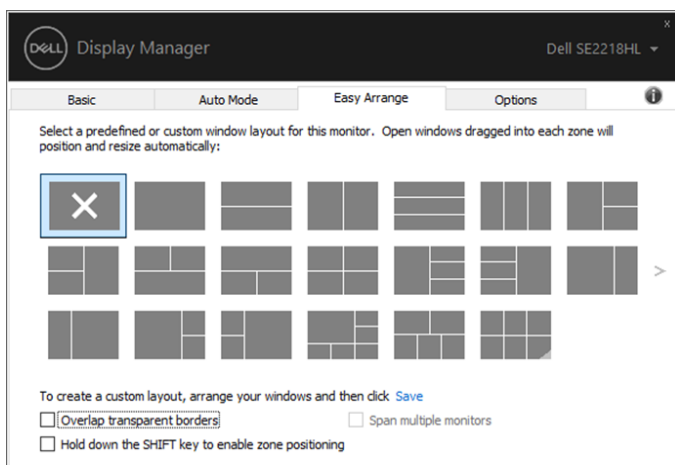 x
DELL Display Manager Dell SE2218HL
Basic Auto Mode Easy Arrange Options
Select a predefined or custom window layout for this monitor. Open windows dragged into each zone will
position and resize automatically:
To create a custom layout, arrange your windows and then click Save
Overlap transparent borders Span multiple monitors
Hold down the SHIFT key to enable zone positioning